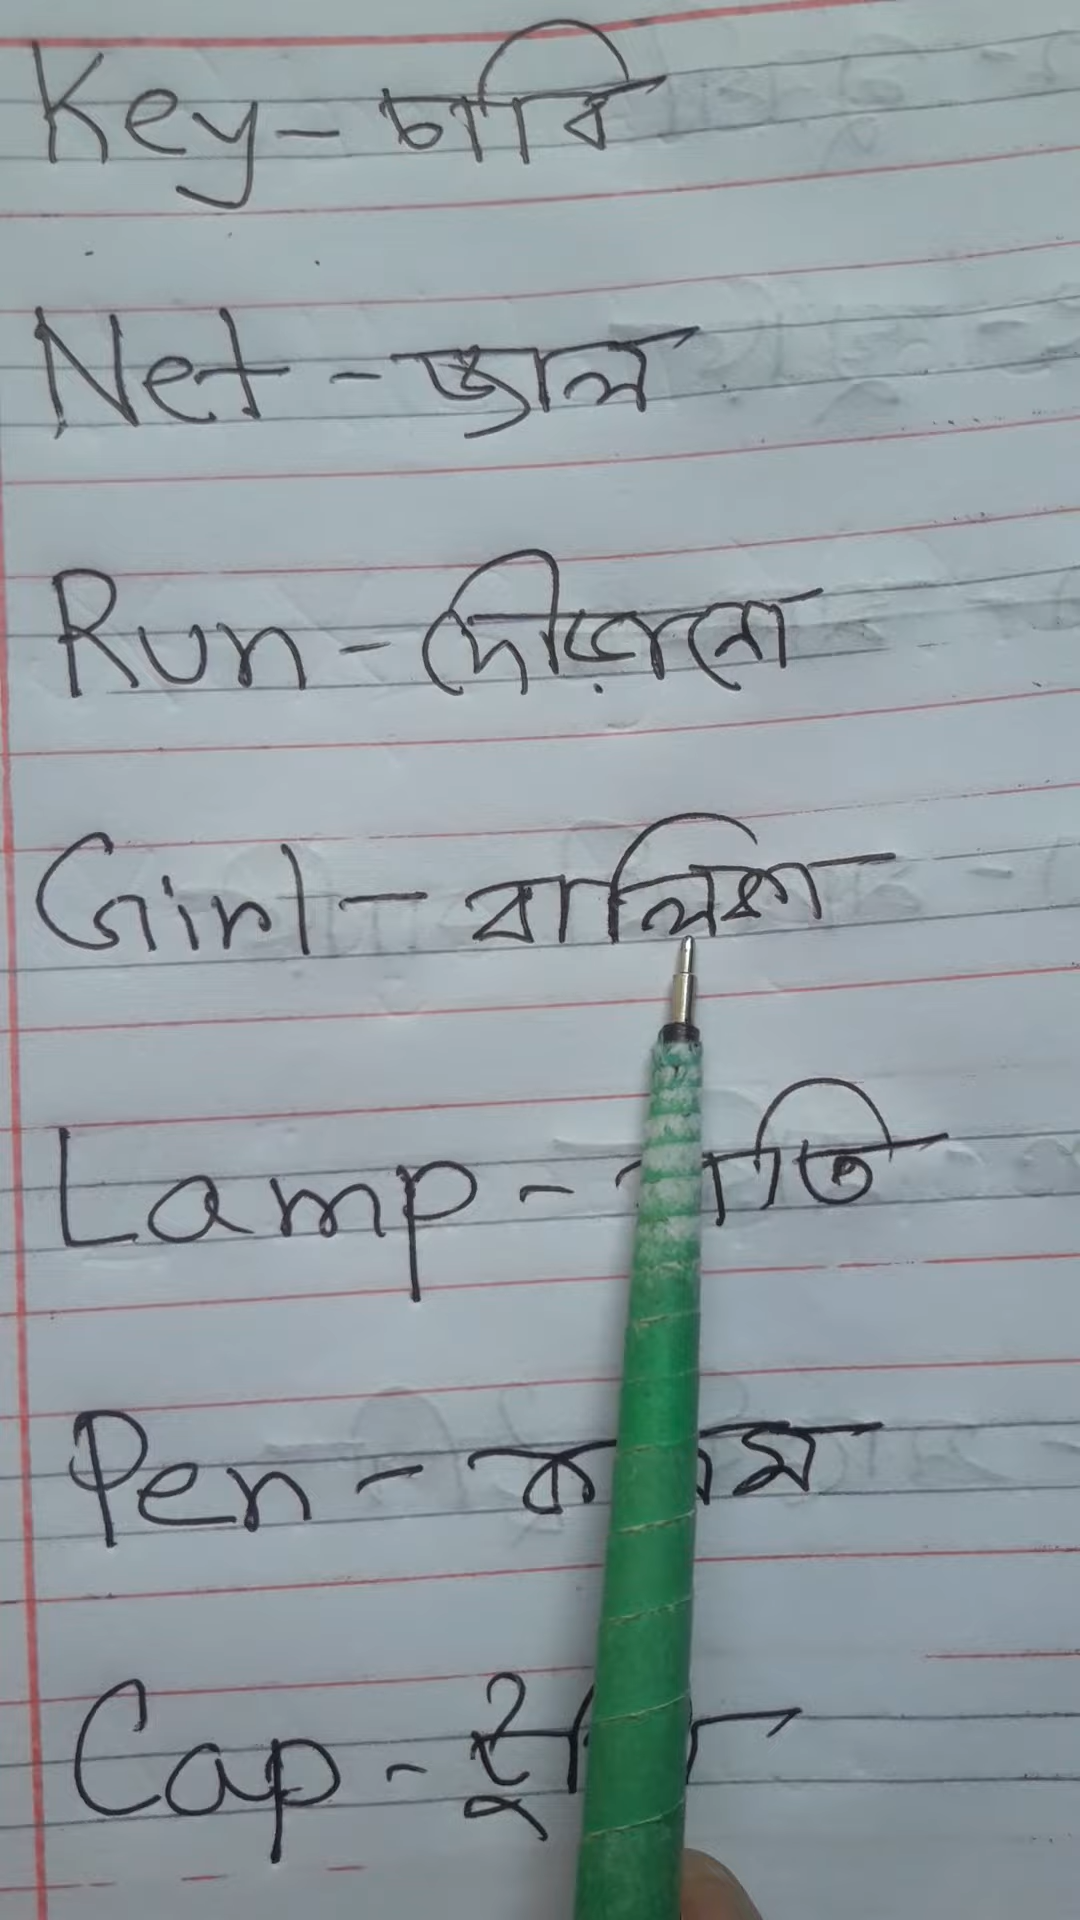 Key - চাবি
Net - জাল
Run - দৌড়ানো
Girl - বালিকা
Lamp -
Pen -
Cap -